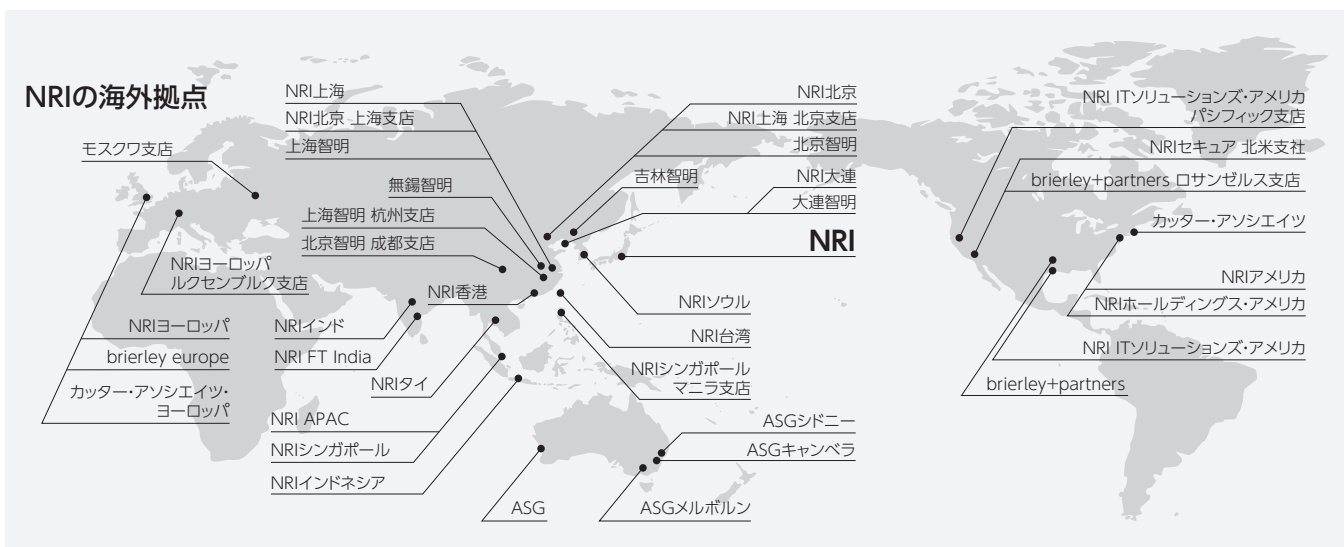 NRIの海外拠点
モスクワ支店
NRIヨーロッパ
ルクセンブルク支店
NRIヨーロッパ
brierley europe
カッター・アソシエイツ・
ヨーロッパ
NRI上海
NRI北京 上海支店
上海智明
無錫智明
上海智明 杭州支店
北京智明 成都支店
NRI香港
NRIインド
NRI FT India
NRIタイ
NRI APAC
NRIシンガポール
NRIインドネシア
NRI北京
NRI上海 北京支店
北京智明
吉林智明
NRI大連
大連智明
NRI
NRIソウル
NRI台湾
NRIシンガポール
マニラ支店
ASGシドニー
ASGキャンベラ
ASG
ASGメルボルン
NRI ITソリューションズ・アメリカ
パシフィック支店
NRIセキュア 北米支社
brierley+partners ロサンゼルス支店
カッター・アソシエイツ
NRIアメリカ
NRIホールディングス・アメリカ
NRI ITソリューションズ・アメリカ
brierley+partners